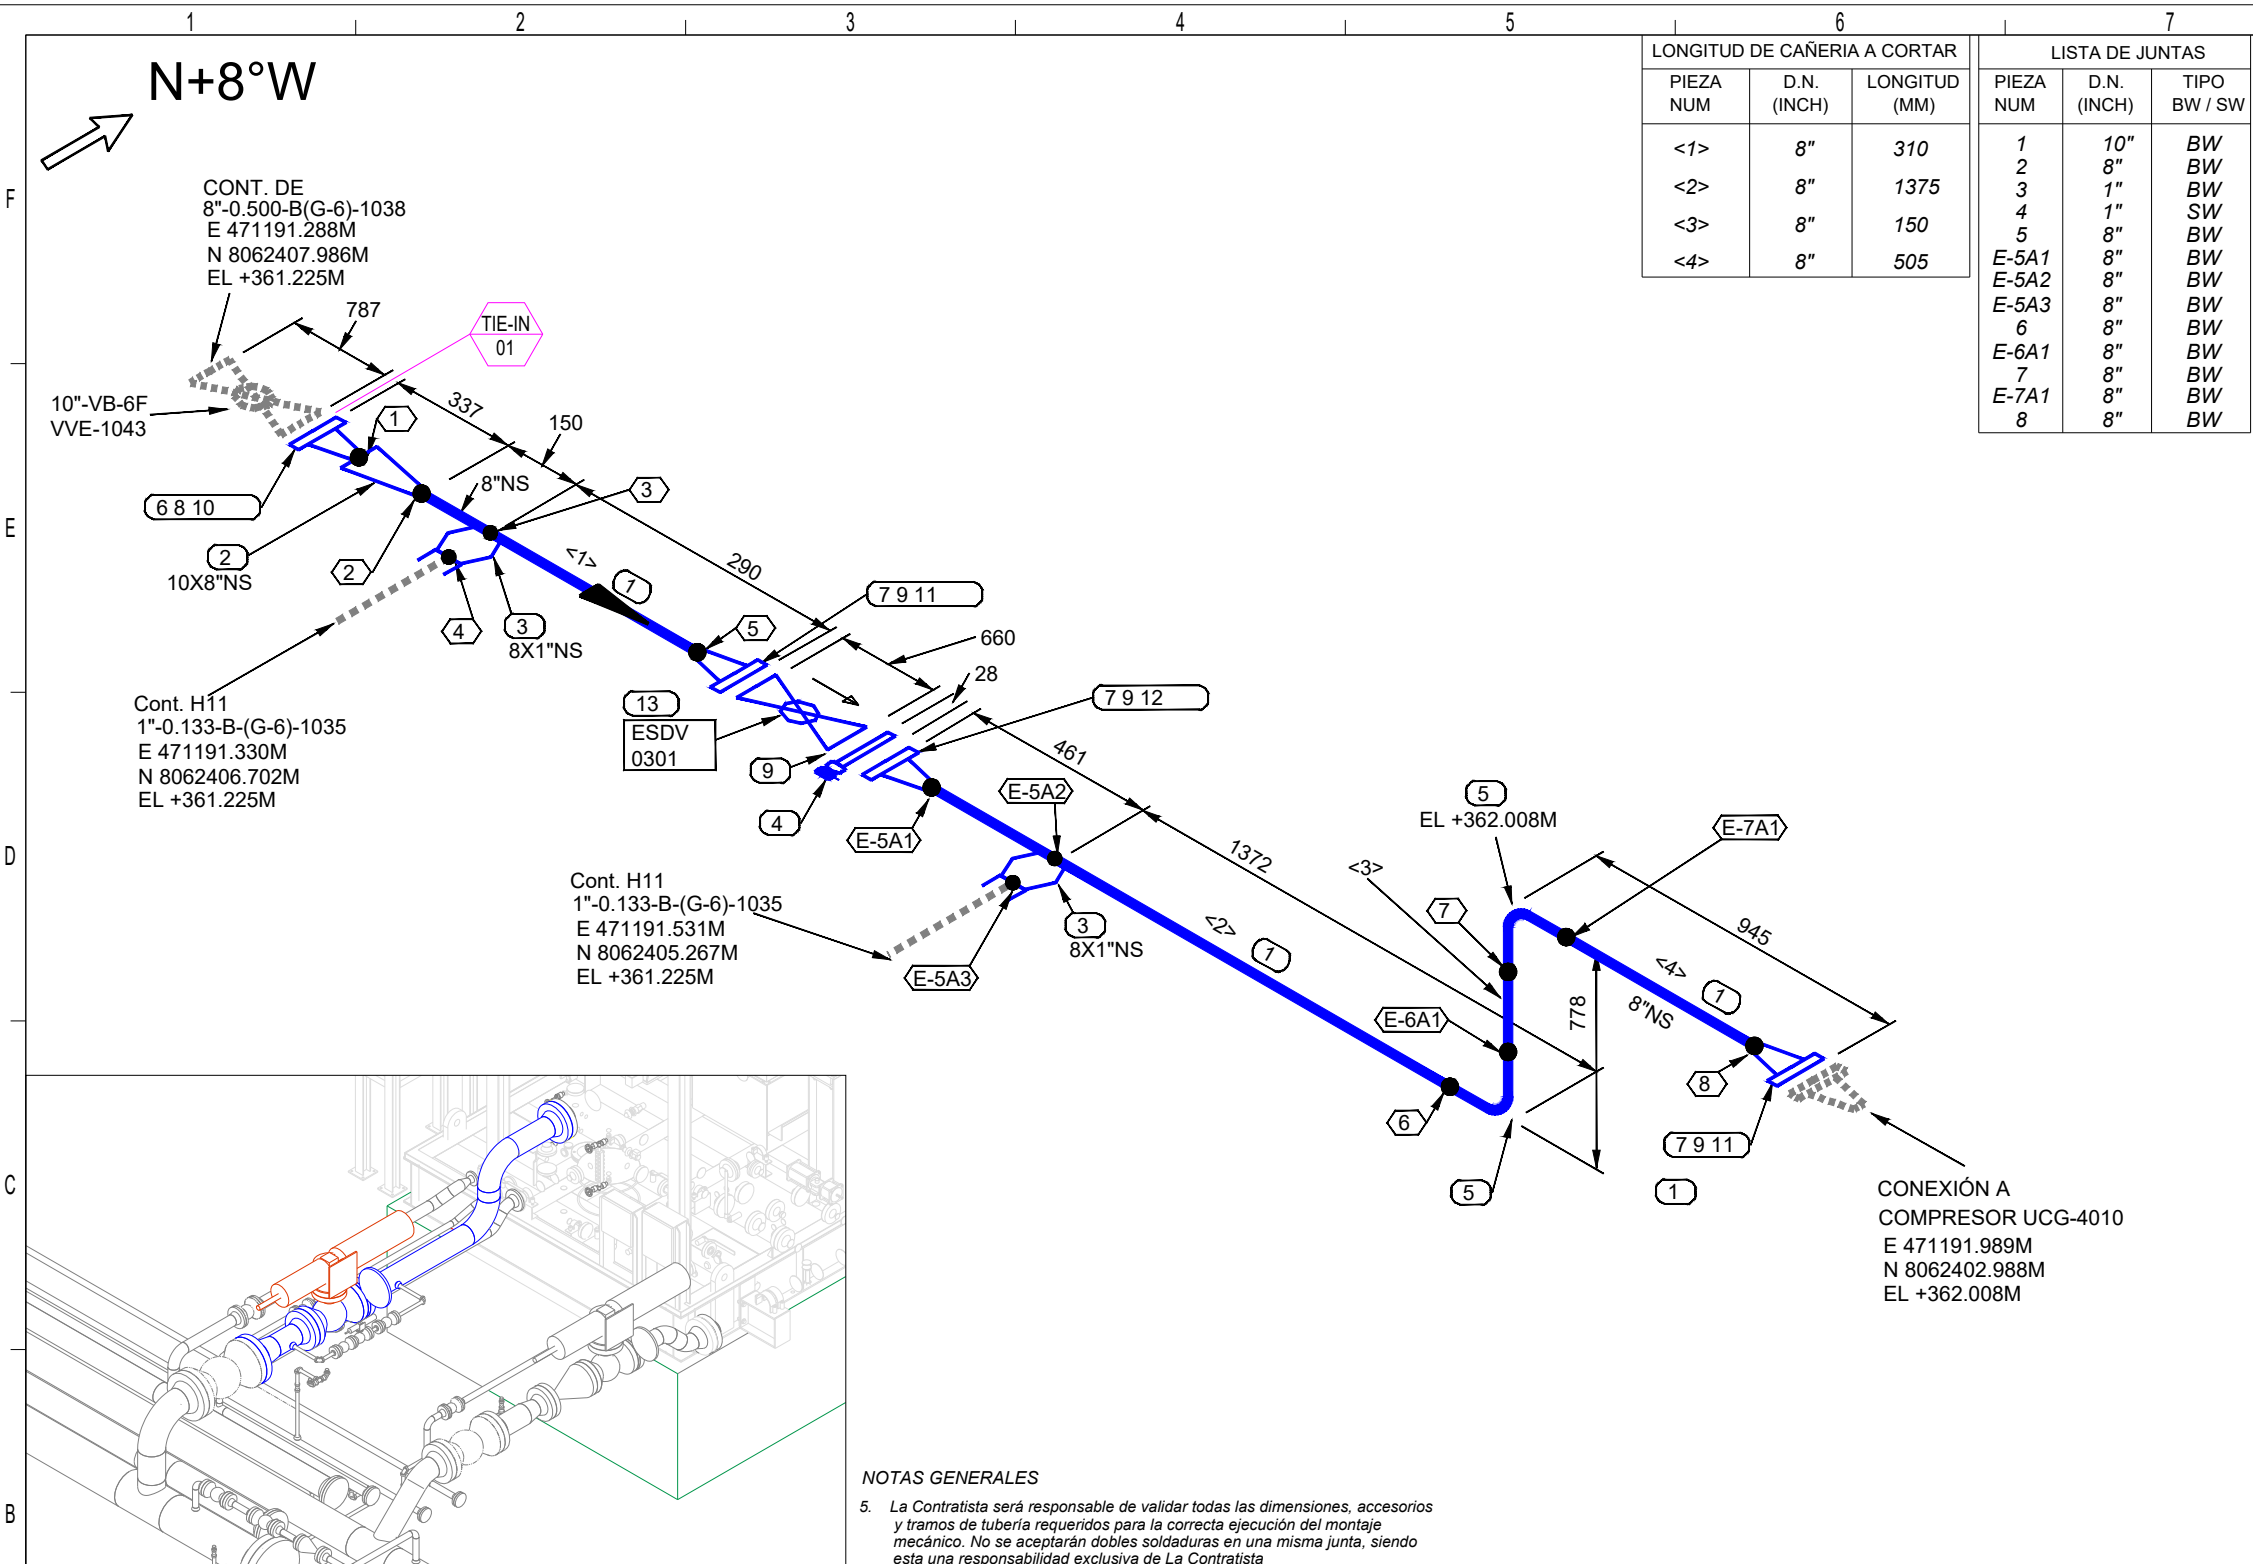 1 2 3 4 5 6 7
F
E
D
C
B
N+8°W
LONGITUD DE CAÑERIA A CORTAR
PIEZA NUM D.N. (INCH) LONGITUD (MM)
<1> 8" 310
<2> 8" 1375
<3> 8" 150
<4> 8" 505
LISTA DE JUNTAS
PIEZA NUM D.N. (INCH) TIPO BW / SW
1 10" BW
2 8" BW
3 1" BW
4 1" SW
5 8" BW
E-5A1 8" BW
E-5A2 8" BW
E-5A3 8" BW
6 8" BW
E-6A1 8" BW
7 8" BW
E-7A1 8" BW
8 8" BW
CONT. DE
8"-0.500-B(G-6)-1038
E 471191.288M
N 8062407.986M
EL +361.225M
787
TIE-IN
01
10"-VB-6F
VVE-1043
1
337
150
8"NS
3
6 8 10
2
10X8"NS
2
<1>
1
290
7 9 11
4
3
8X1"NS
5
660
28
7 9 12
Cont. H11
1"-0.133-B-(G-6)-1035
E 471191.330M
N 8062406.702M
EL +361.225M
13
ESDV
0301
9
4
461
E-5A2
E-5A1
5
EL +362.008M
E-7A1
1372
<3>
Cont. H11
1"-0.133-B-(G-6)-1035
E 471191.531M
N 8062405.267M
EL +361.225M
3
8X1"NS
E-5A3
<2>
1
7
945
<4>
1
8"NS
778
E-6A1
6
8
5
7 9 11
1
CONEXIÓN A
COMPRESOR UCG-4010
E 471191.989M
N 8062402.988M
EL +362.008M
NOTAS GENERALES
5. La Contratista será responsable de validar todas las dimensiones, accesorios
y tramos de tubería requeridos para la correcta ejecución del montaje
mecánico. No se aceptarán dobles soldaduras en una misma junta, siendo
esta una responsabilidad exclusiva de La Contratista